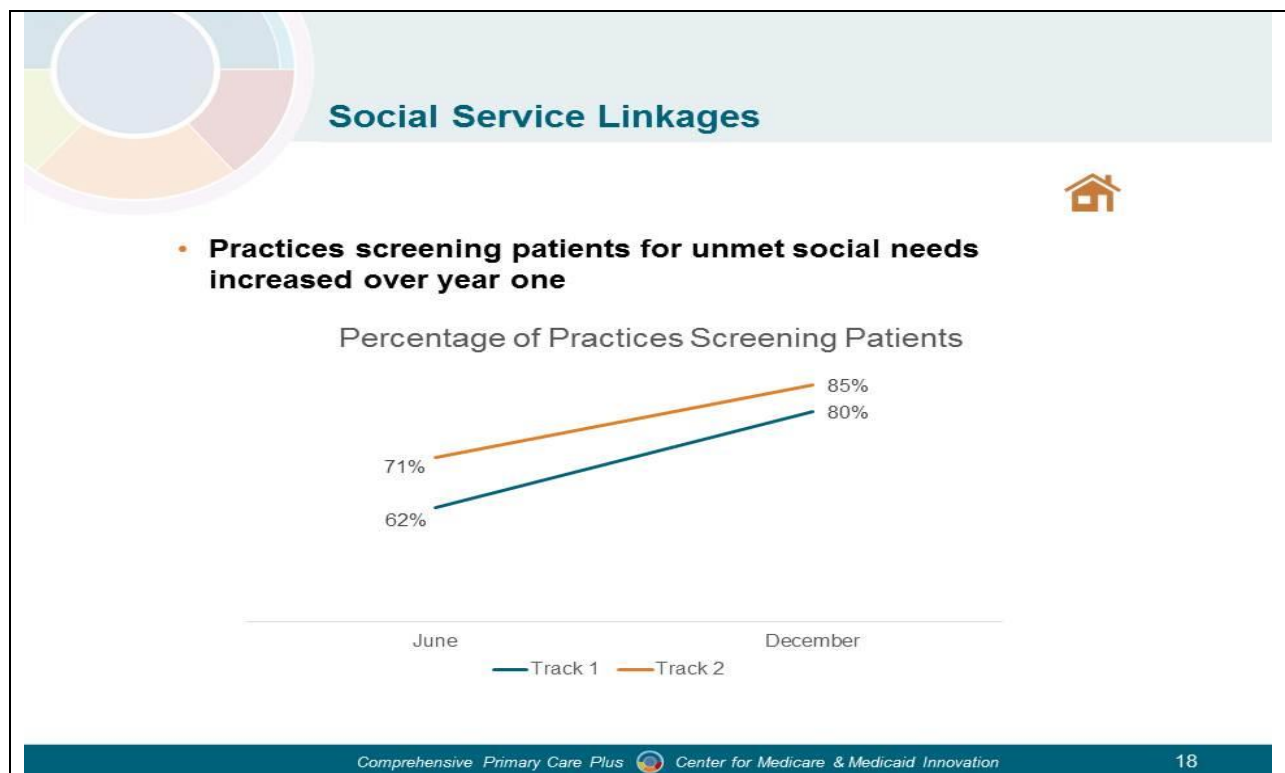 Social Service Linkages
• Practices screening patients for unmet social needs
increased over year one
Percentage of Practices Screening Patients
85%
80%
71%
62%
June December
Track 1 Track 2
Comprehensive Primary Care Plus Center for Medicare & Medicaid Innovation 18